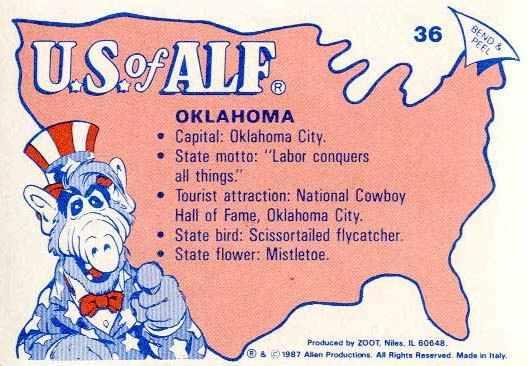 36
BEND &
PEEL
U.S. of ALF®
OKLAHOMA
• Capital: Oklahoma City.
• State motto: "Labor conquers
all things."
• Tourist attraction: National Cowboy
Hall of Fame, Oklahoma City.
• State bird: Scissortailed flycatcher.
• State flower: Mistletoe.
Produced by ZOOT, Niles, IL 60648.
® & © 1987 Alien Productions. All Rights Reserved. Made in Italy.